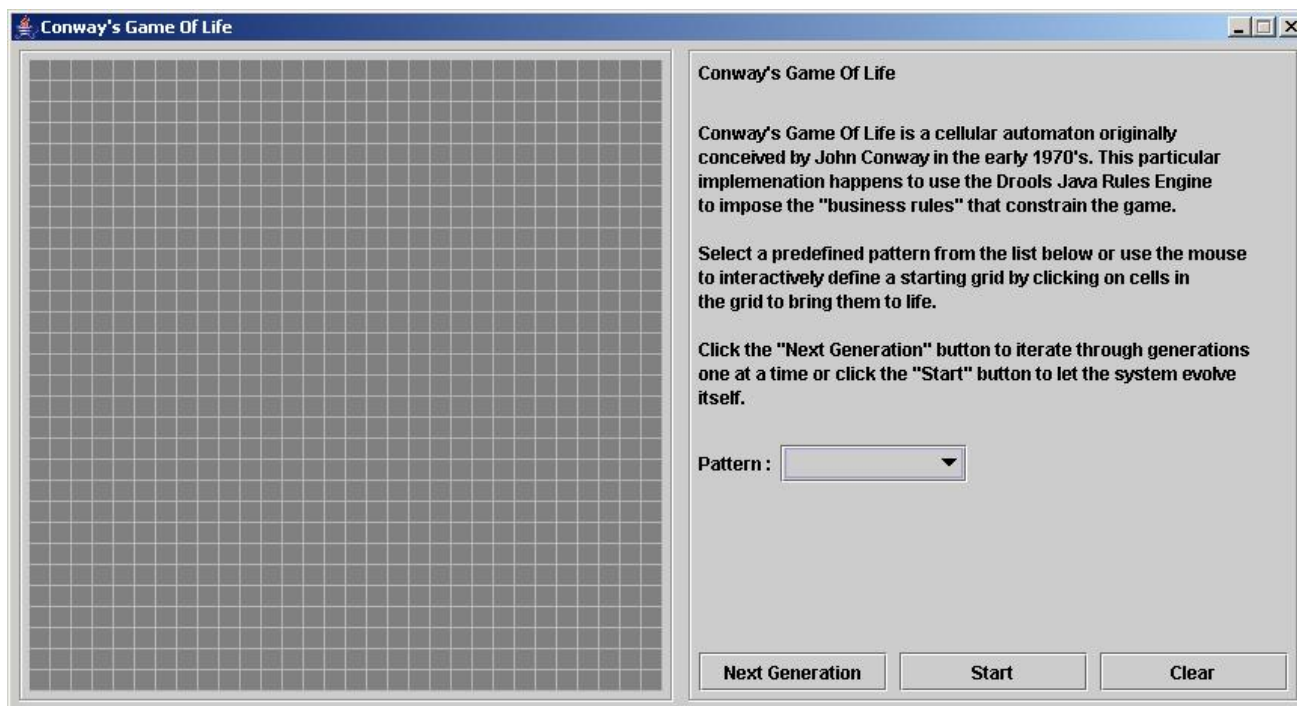 Conway's Game Of Life
Conway's Game Of Life
Conway's Game Of Life is a cellular automaton originally
conceived by John Conway in the early 1970's. This particular
implemenation happens to use the Drools Java Rules Engine
to impose the "business rules" that constrain the game.
Select a predefined pattern from the list below or use the mouse
to interactively define a starting grid by clicking on cells in
the grid to bring them to life.
Click the "Next Generation" button to iterate through generations
one at a time or click the "Start" button to let the system evolve
itself.
Pattern :
Next Generation Start Clear